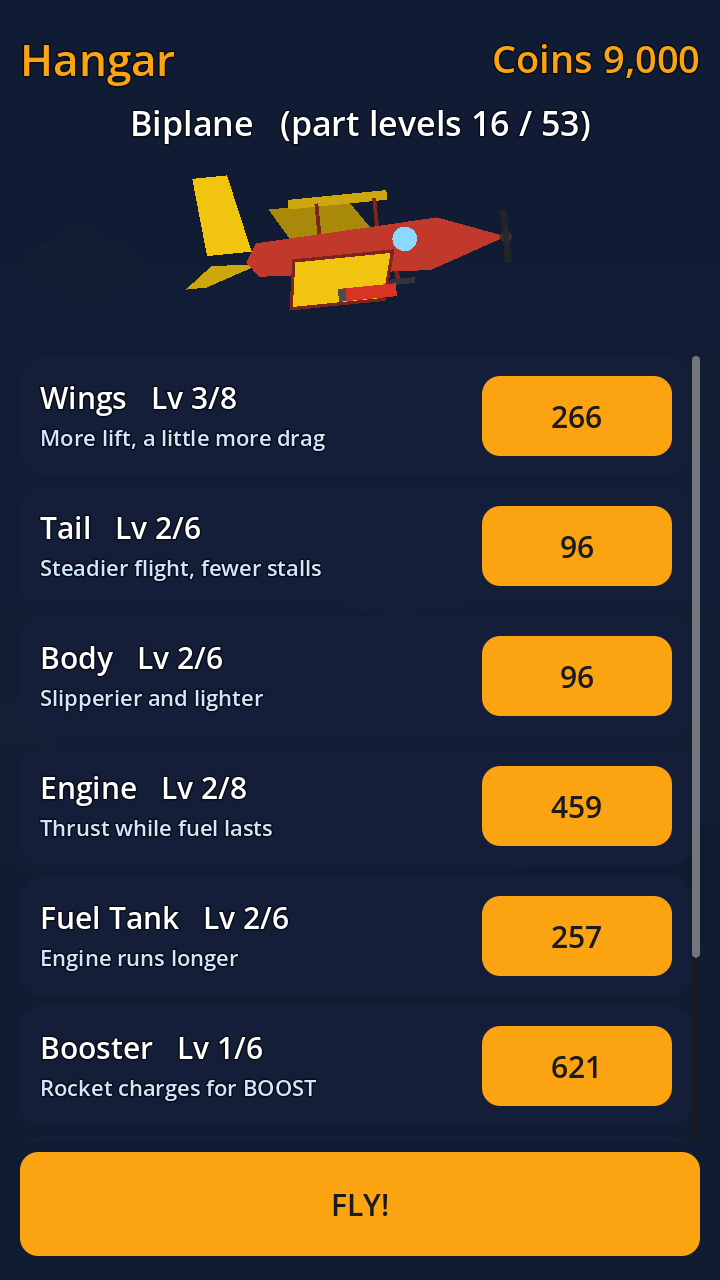 Hangar
Coins 9,000
Biplane (part levels 16 / 53)
Wings Lv 3/8
More lift, a little more drag
266
Tail Lv 2/6
Steadier flight, fewer stalls
96
Body Lv 2/6
Slipperier and lighter
96
Engine Lv 2/8
Thrust while fuel lasts
459
Fuel Tank Lv 2/6
Engine runs longer
257
Booster Lv 1/6
Rocket charges for BOOST
621
FLY!